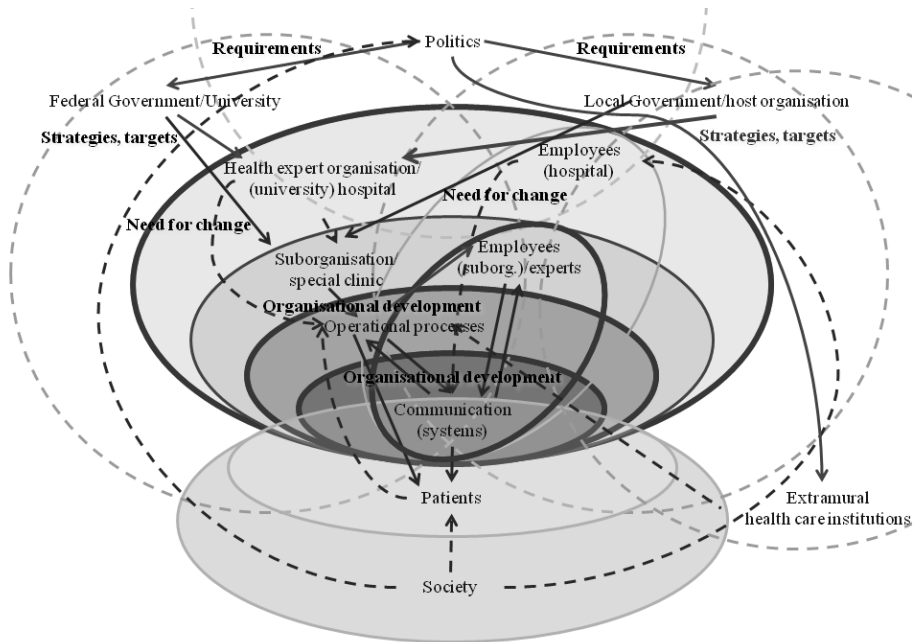 Politics
Requirements
Requirements
Federal Government/University
Local Government/host organisation
Strategies, targets
Strategies, targets
Health expert organisation/
(university) hospital
Employees
(hospital)
Need for change
Need for change
Suborganisation/
special clinic
Employees
(suborg.)/experts
Organisational development
Operational processes
Organisational development
Communication
(systems)
Patients
Extramural
health care institutions
Society